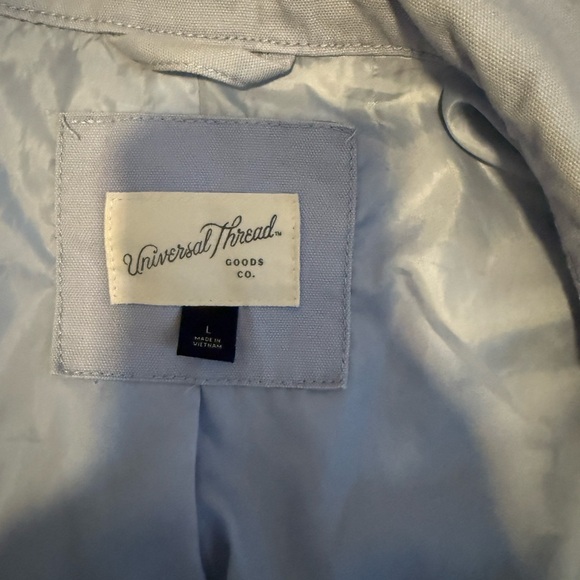 Universal Thread™
GOODS
CO.
L
MADE IN
VIETNAM